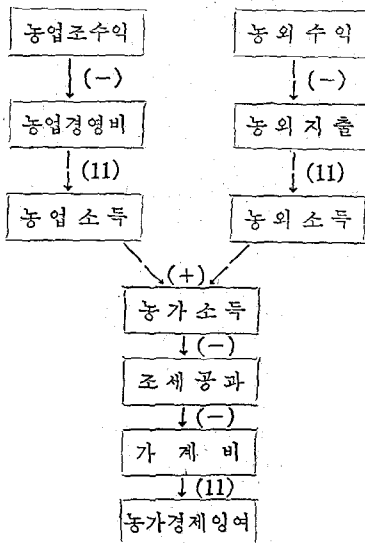 농업조수익 농외수익
(-) (-)
농업경영비 농외지출
(11) (11)
농업소득 농외소득
(+)
농가소득
(-)
조세공과
(-)
가계비
(11)
농가경제잉여